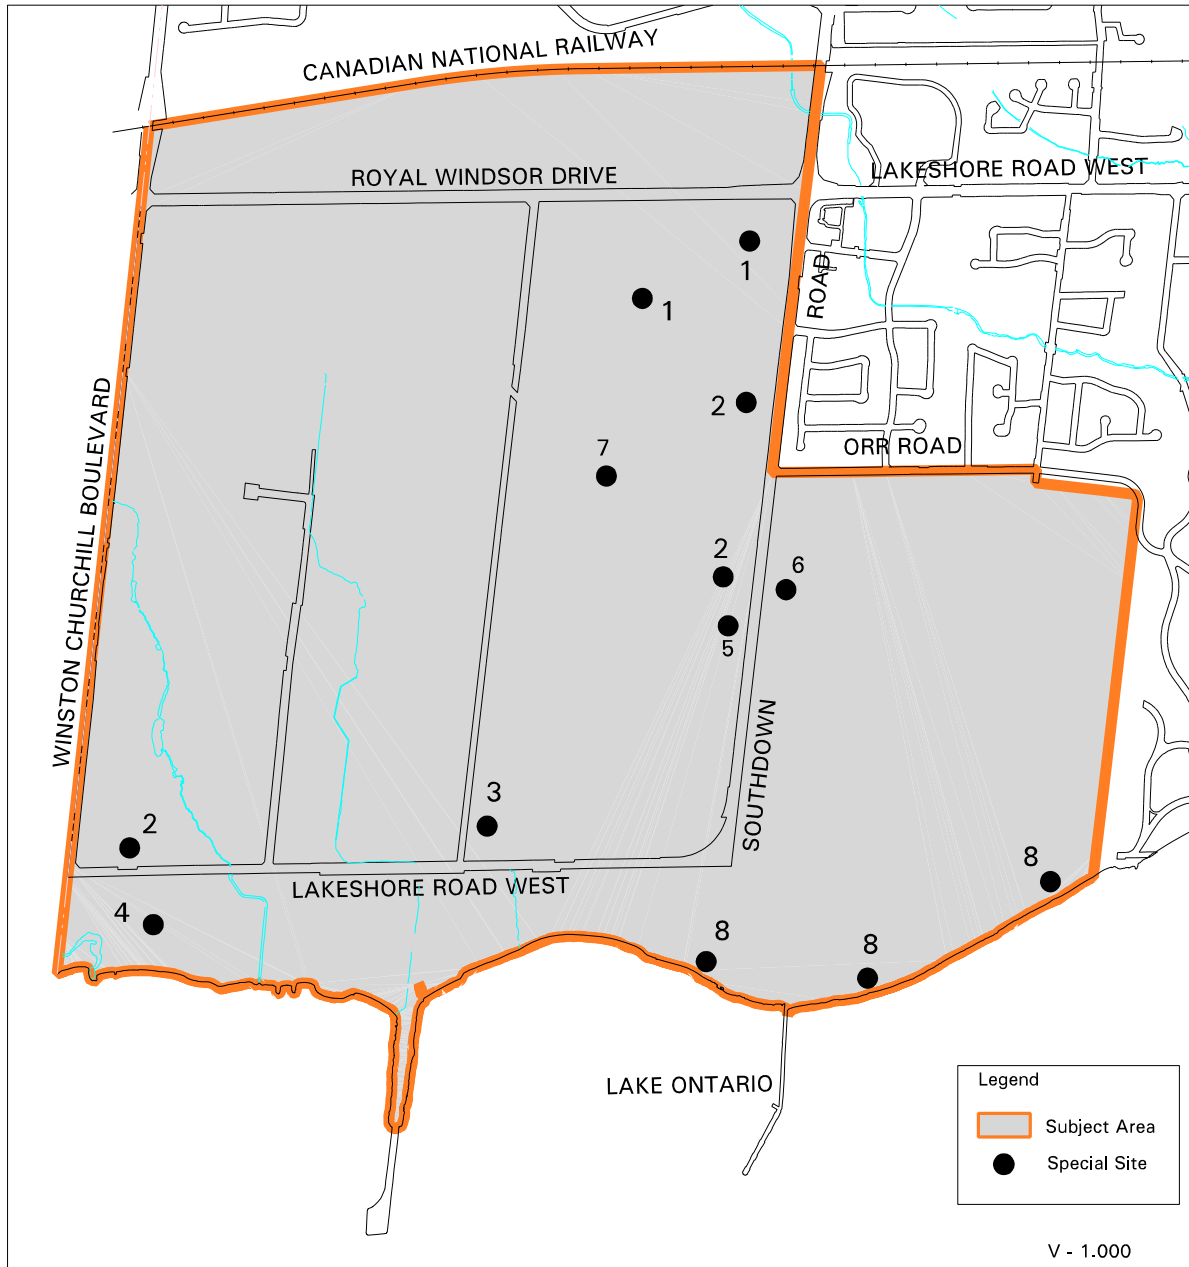 CANADIAN NATIONAL RAILWAY
LAKESHORE ROAD WEST
ROYAL WINDSOR DRIVE
1
ROAD
1
2
WINSTON CHURCHILL BOULEVARD
ORR ROAD
7
2
6
5
SOUTHDOWN
3
2
8
LAKESHORE ROAD WEST
4
8
8
LAKE ONTARIO
Legend
Subject Area
Special Site
V - 1.000